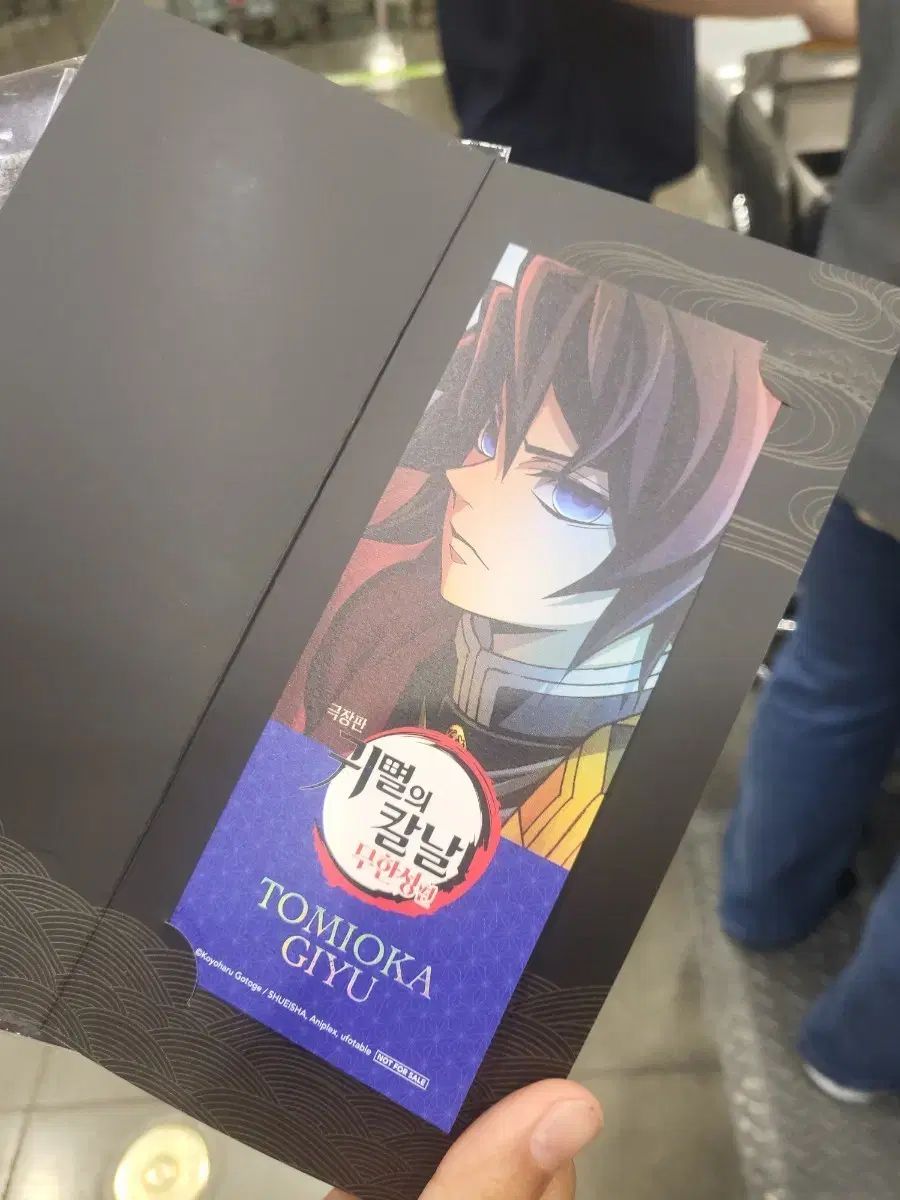 극장판
귀멸의
칼날
무한성편
TOMIOKA
GIYU
©Koyoharu Gotoge / SHUEISHA, Aniplex, ufotable
NOT FOR SALE